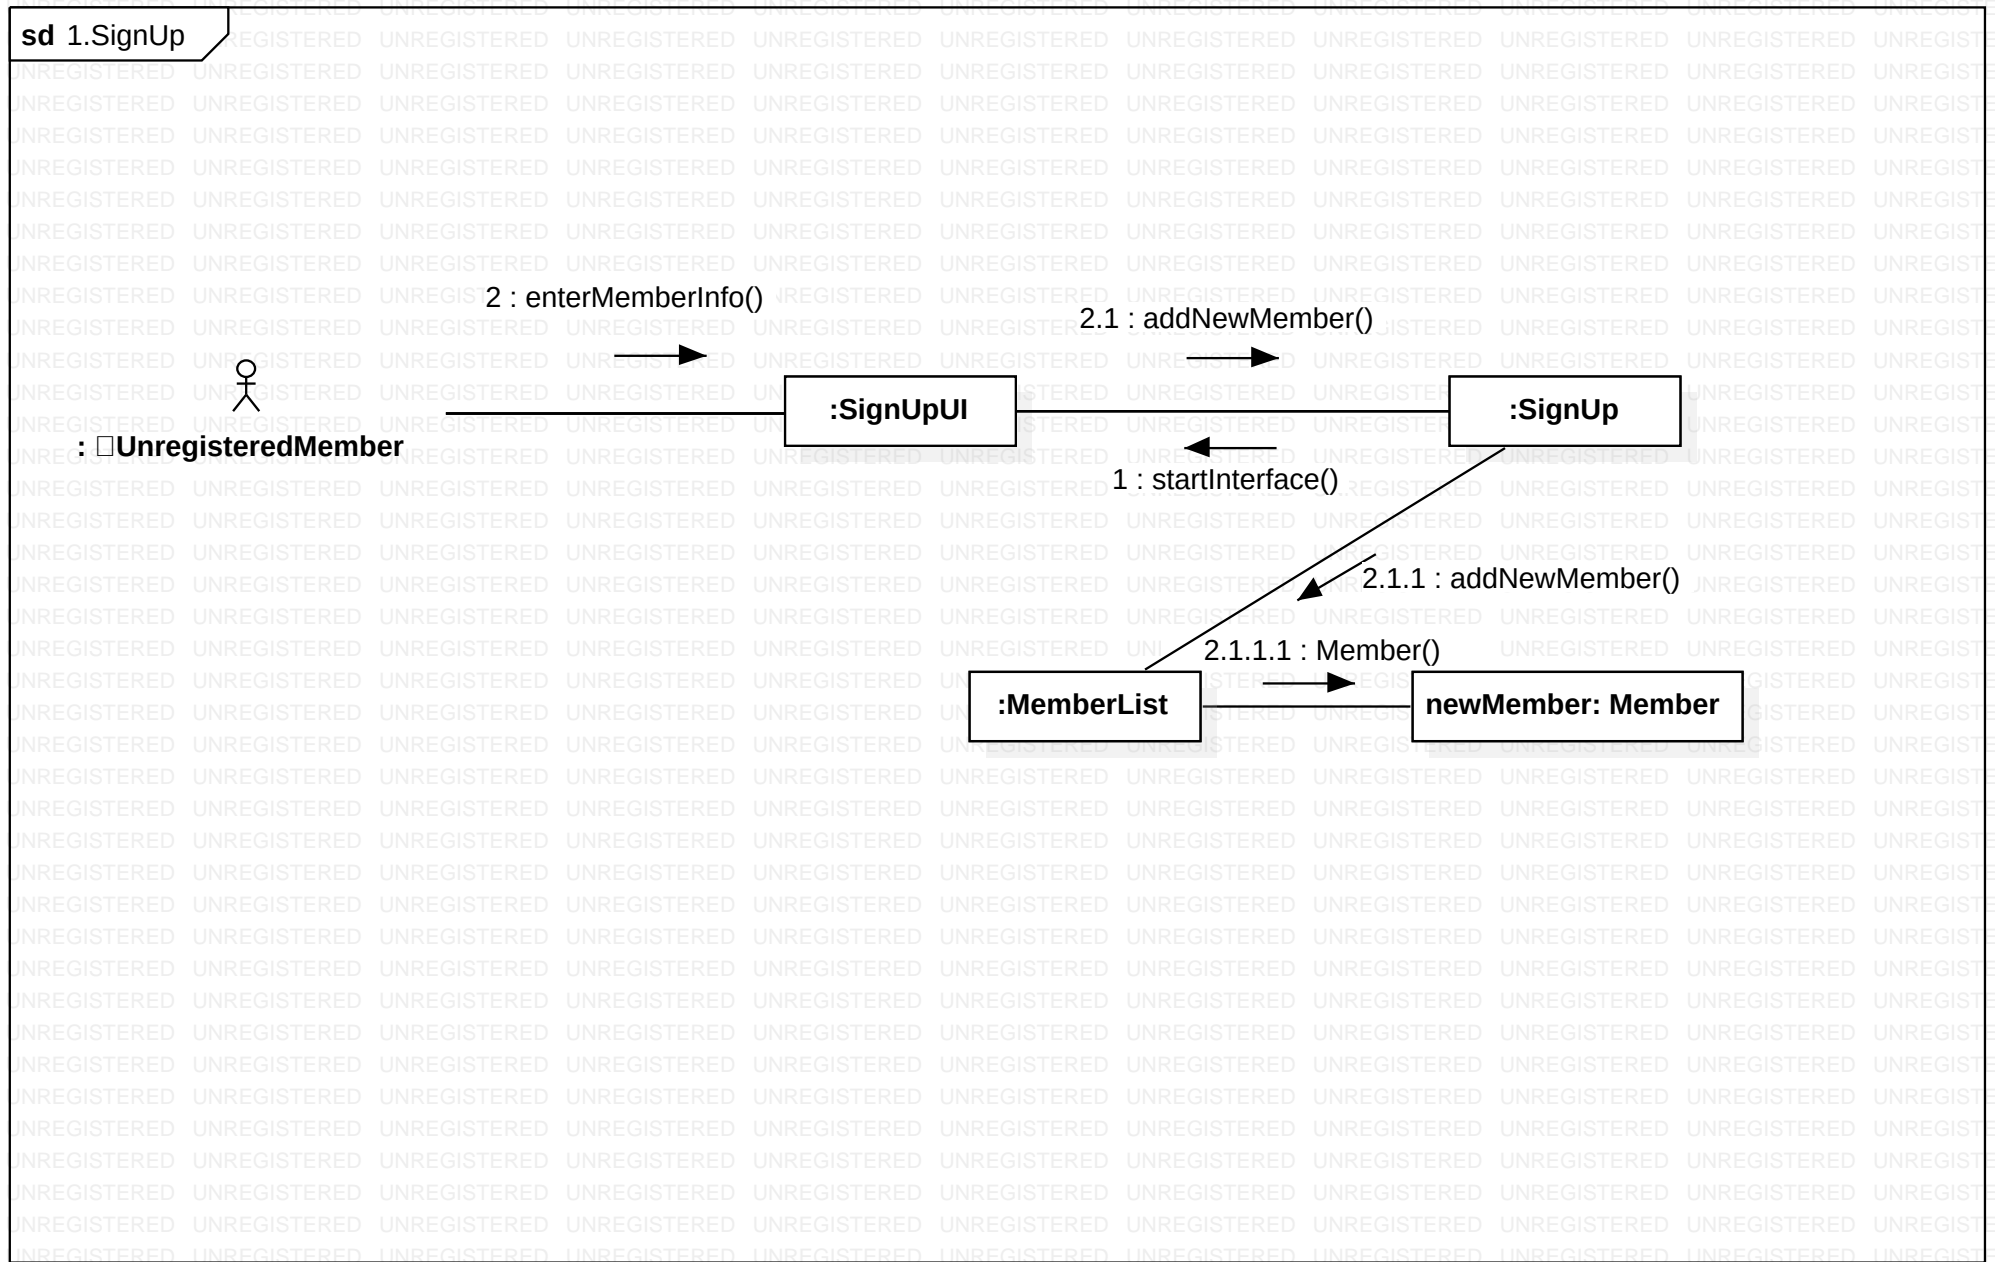 sd 1.SignUp
2 : enterMemberInfo()
2.1 : addNewMember()
:SignUpUI
:SignUp
: □UnregisteredMember
1 : startInterface()
2.1.1 : addNewMember()
2.1.1.1 : Member()
:MemberList
newMember: Member
UNREGISTERED